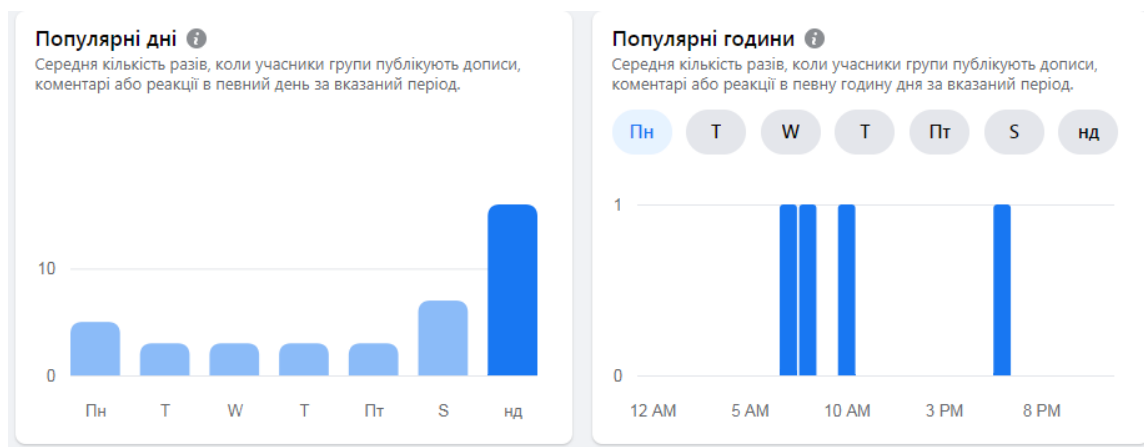 Популярні дні
Середня кількість разів, коли учасники групи публікують дописи,
коментарі або реакції в певний день за вказаний період.
10
0
Пн T W T Пт S нд
Популярні години
Середня кількість разів, коли учасники групи публікують дописи,
коментарі або реакції в певну годину дня за вказаний період.
Пн T W T Пт S нд
1
0
12 AM 5 AM 10 AM 3 PM 8 PM